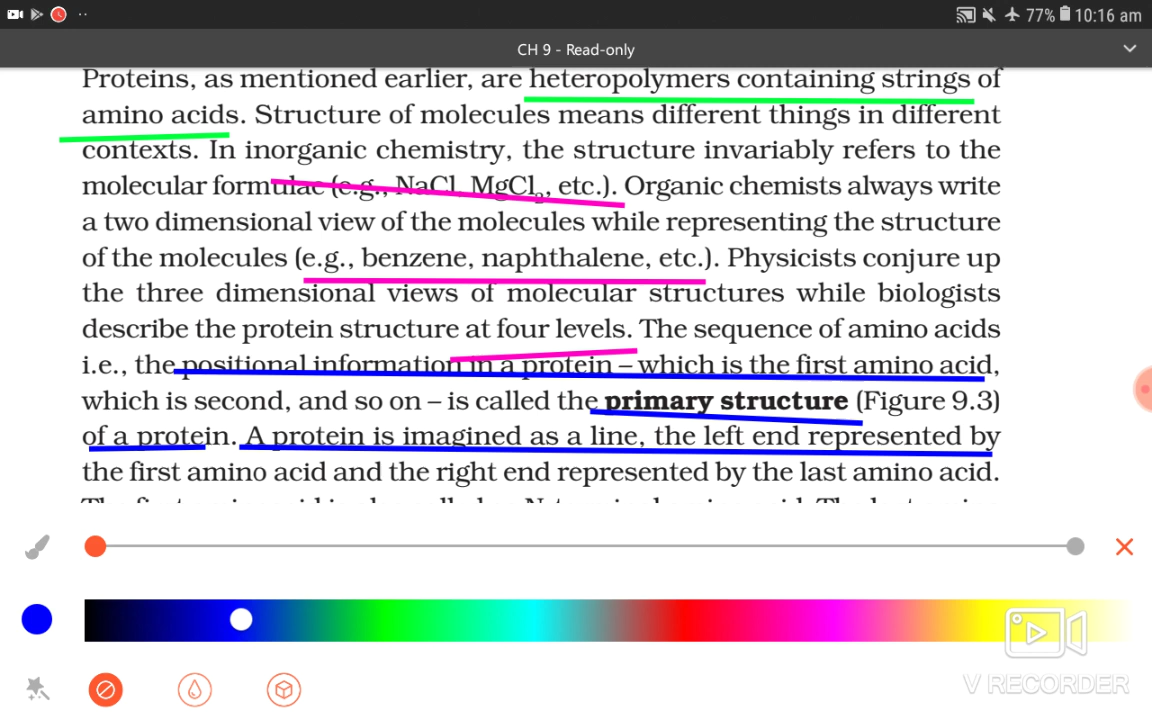 77% 10:16 am
CH 9 - Read-only
Proteins, as mentioned earlier, are heteropolymers containing strings of
amino acids. Structure of molecules means different things in different
contexts. In inorganic chemistry, the structure invariably refers to the
molecular formulae (e.g., NaCl, MgCl₂, etc.). Organic chemists always write
a two dimensional view of the molecules while representing the structure
of the molecules (e.g., benzene, naphthalene, etc.). Physicists conjure up
the three dimensional views of molecular structures while biologists
describe the protein structure at four levels. The sequence of amino acids
i.e., the positional information in a protein – which is the first amino acid,
which is second, and so on – is called the primary structure (Figure 9.3)
of a protein. A protein is imagined as a line, the left end represented by
the first amino acid and the right end represented by the last amino acid.
V RECORDER